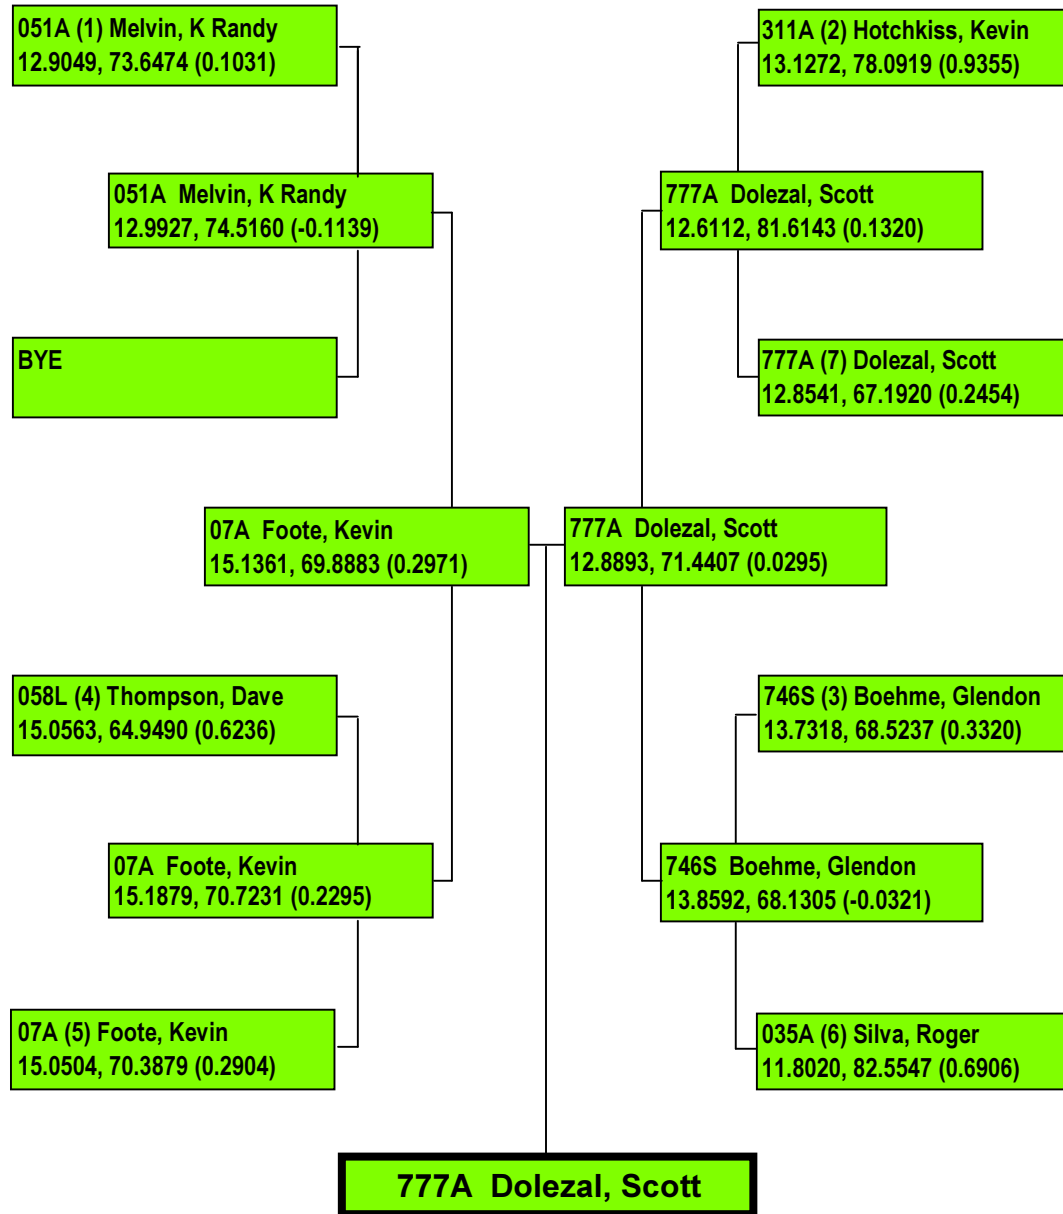 051A (1) Melvin, K Randy
12.9049, 73.6474 (0.1031)
311A (2) Hotchkiss, Kevin
13.1272, 78.0919 (0.9355)
051A  Melvin, K Randy
12.9927, 74.5160 (-0.1139)
777A  Dolezal, Scott
12.6112, 81.6143 (0.1320)
BYE
777A (7) Dolezal, Scott
12.8541, 67.1920 (0.2454)
07A  Foote, Kevin
15.1361, 69.8883 (0.2971)
777A  Dolezal, Scott
12.8893, 71.4407 (0.0295)
058L (4) Thompson, Dave
15.0563, 64.9490 (0.6236)
746S (3) Boehme, Glendon
13.7318, 68.5237 (0.3320)
07A  Foote, Kevin
15.1879, 70.7231 (0.2295)
746S  Boehme, Glendon
13.8592, 68.1305 (-0.0321)
07A (5) Foote, Kevin
15.0504, 70.3879 (0.2904)
035A (6) Silva, Roger
11.8020, 82.5547 (0.6906)
777A  Dolezal, Scott